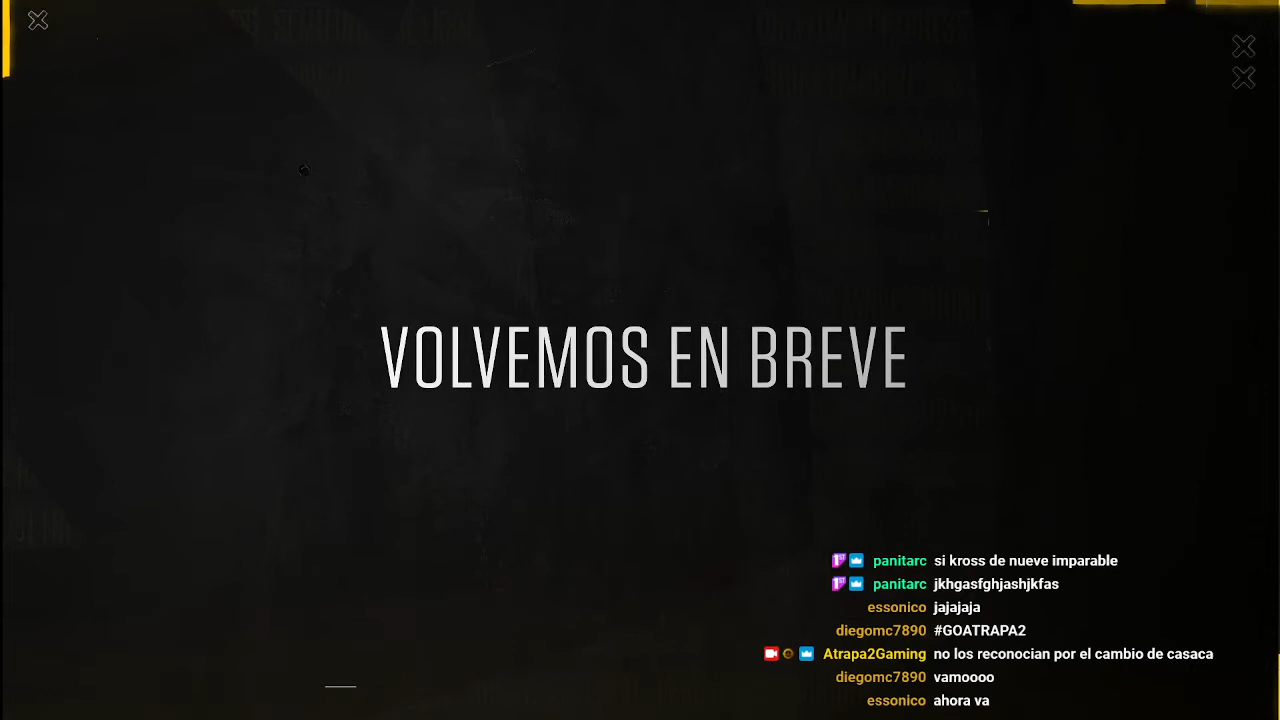 VOLVEMOS EN BREVE
panitarc si kross de nueve imparable
panitarc jkhgasfghjashjkfas
essonico jajajaja
diegomc7890 #GOATRAPA2
Atrapa2Gaming no los reconocian por el cambio de casaca
diegomc7890 vamoooo
essonico ahora va